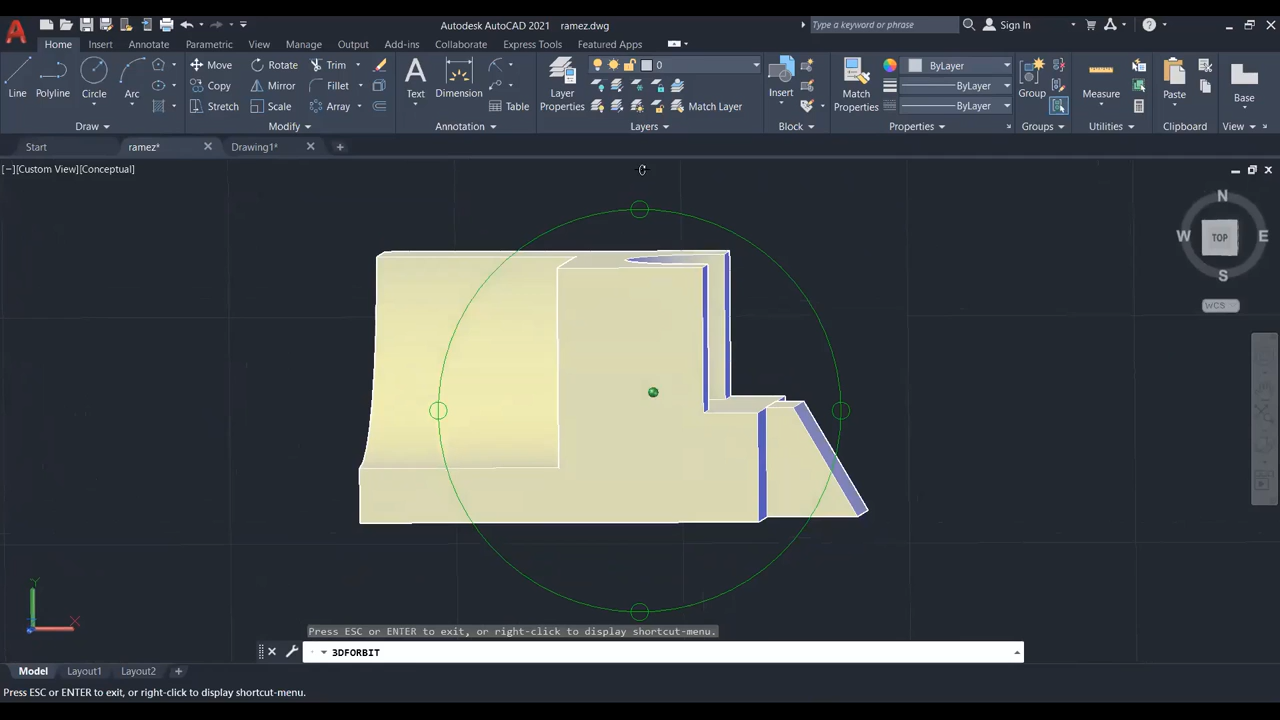 Autodesk AutoCAD 2021 ramez.dwg
Type a keyword or phrase
Sign In
Home Insert Annotate Parametric View Manage Output Add-ins Collaborate Express Tools Featured Apps
Line Polyline Circle Arc
Move Rotate Trim
Copy Mirror Fillet
Stretch Scale Array
Text Dimension
Table
Layer Properties
0
Match Layer
Insert
Match Properties
ByLayer
ByLayer
ByLayer
Group
Measure
Paste
Base
Draw Modify Annotation Layers Block Properties Groups Utilities Clipboard View
Start ramez* Drawing1*
[−][Custom View][Conceptual]
N
W TOP E
S
WCS
Y
X
Press ESC or ENTER to exit, or right-click to display shortcut-menu.
3DFORBIT
Model Layout1 Layout2
Press ESC or ENTER to exit, or right-click to display shortcut-menu.